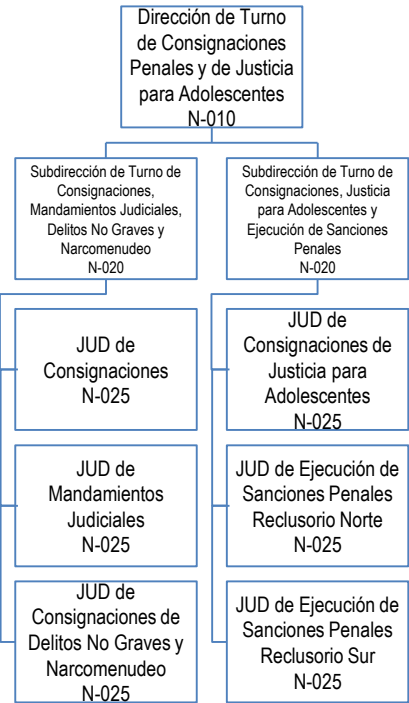 Dirección de Turno
de Consignaciones
Penales y de Justicia
para Adolescentes
N-010
Subdirección de Turno de
Consignaciones,
Mandamientos Judiciales,
Delitos No Graves y
Narcomenudeo
N-020
Subdirección de Turno de
Consignaciones, Justicia
para Adolescentes y
Ejecución de Sanciones
Penales
N-020
JUD de
Consignaciones
N-025
JUD de
Mandamientos
Judiciales
N-025
JUD de
Consignaciones de
Delitos No Graves y
Narcomenudeo
N-025
JUD de
Consignaciones de
Justicia para
Adolescentes
N-025
JUD de Ejecución de
Sanciones Penales
Reclusorio Norte
N-025
JUD de Ejecución de
Sanciones Penales
Reclusorio Sur
N-025